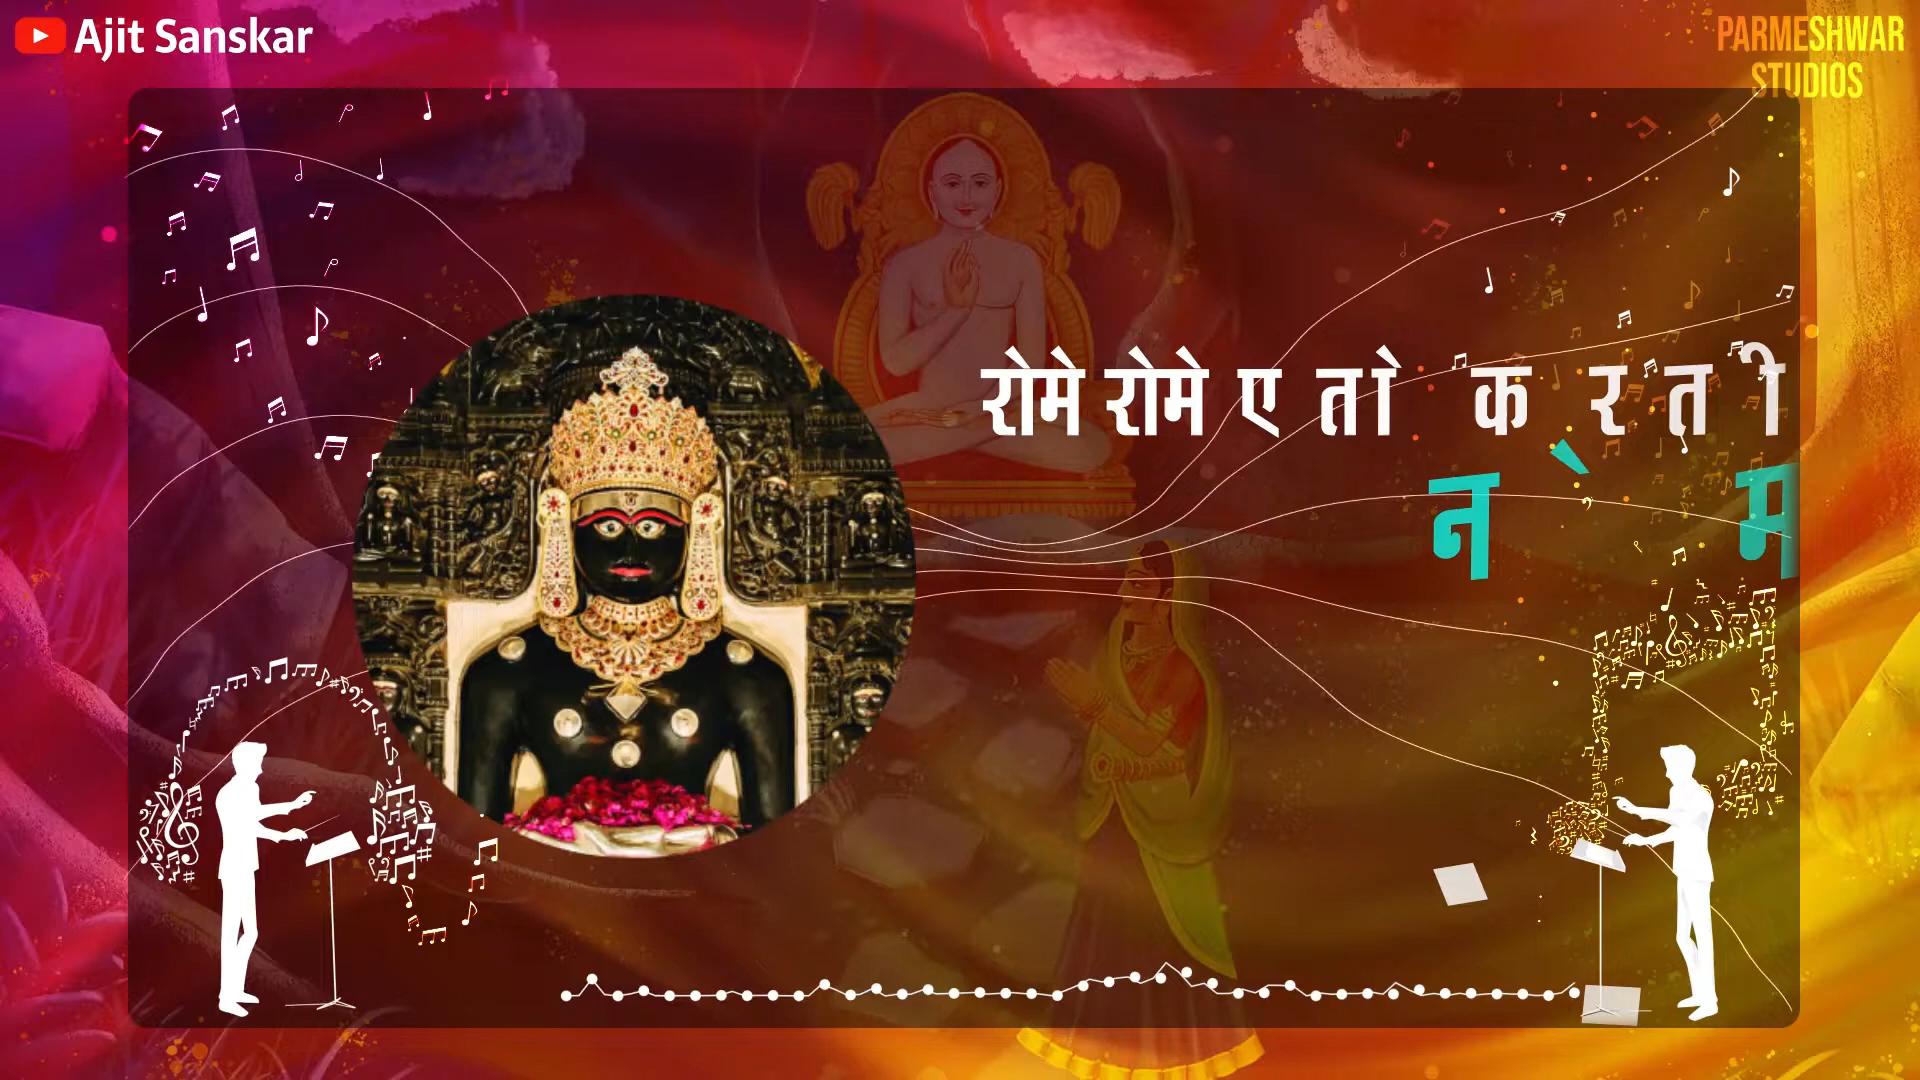 Ajit Sanskar
PARMESHWAR
STUDIOS
रोमे रोमे ए तो करती
ने म